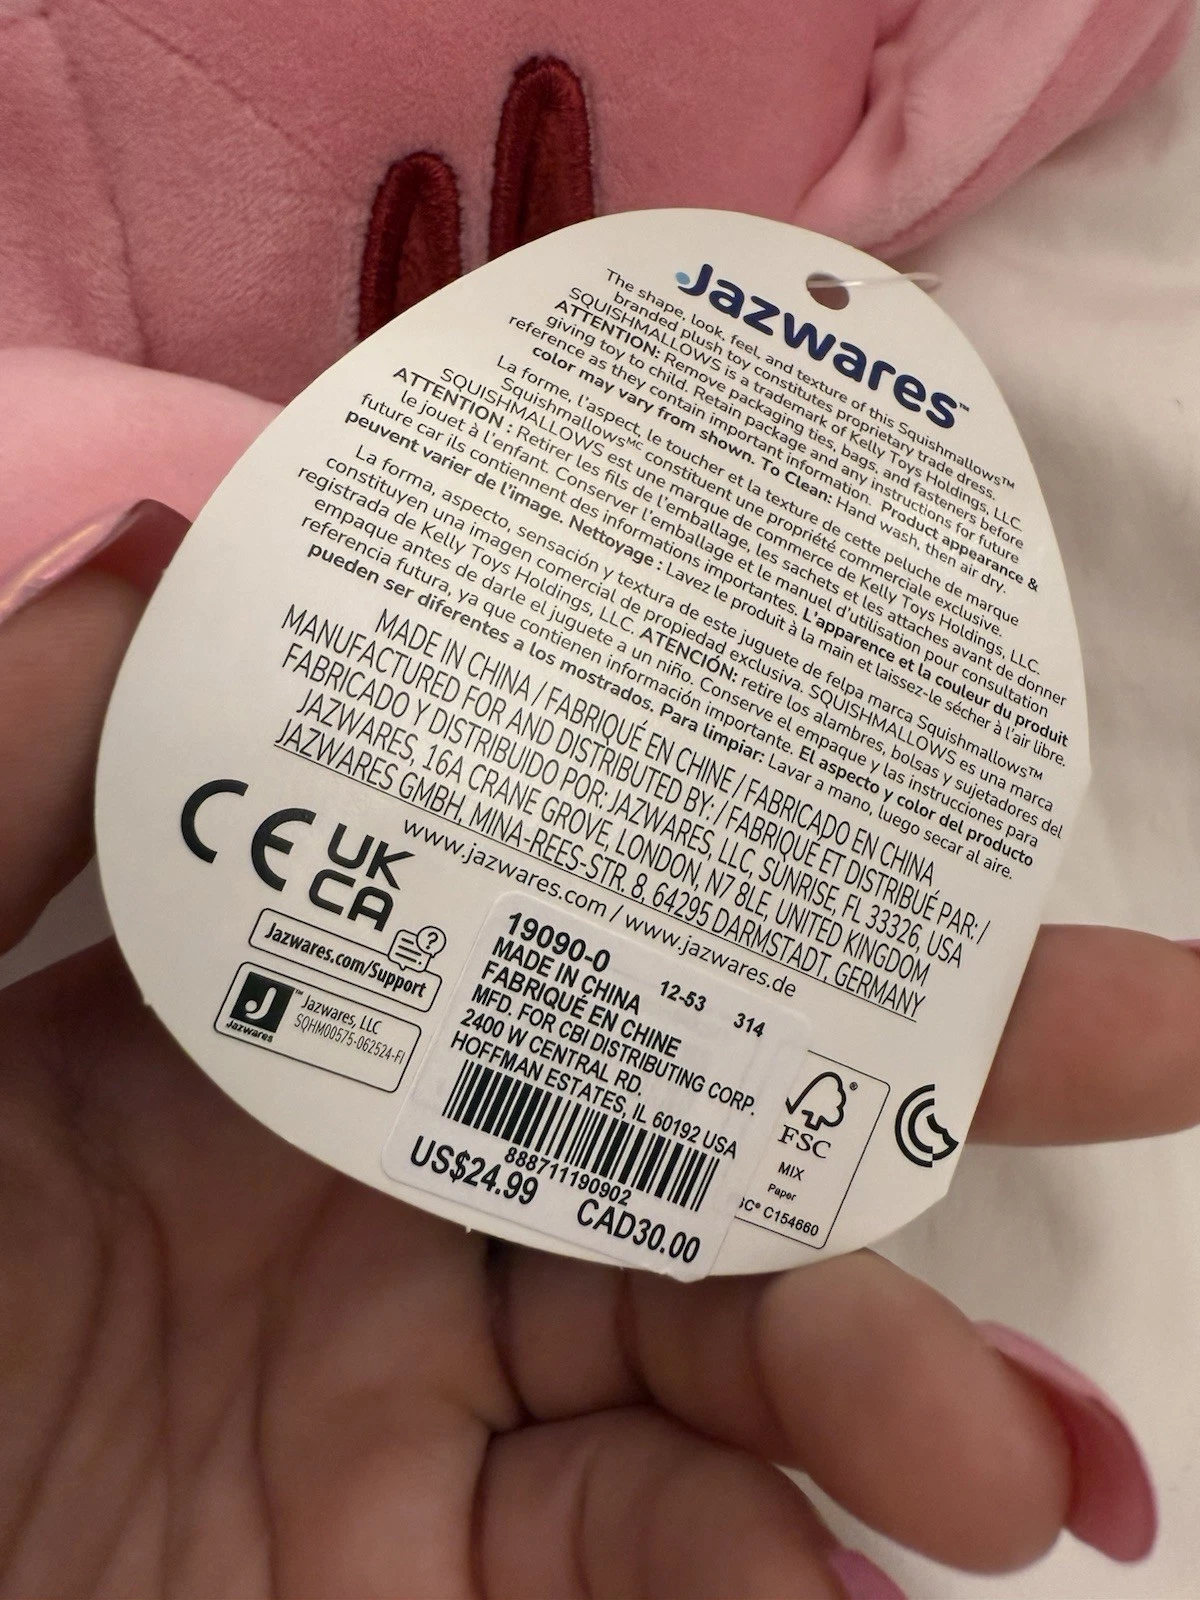 Jazwares™
The shape, look, feel, and texture of this Squishmallows™
branded plush toy constitutes proprietary trade dress.
SQUISHMALLOWS is a trademark of Kelly Toys Holdings, LLC.
ATTENTION: Remove packaging ties, bags, and fasteners before
giving toy to child. Retain package and any instructions for future
reference as they contain important information. Product appearance &
color may vary from shown. To Clean: Hand wash, then air dry.
La forme, l'aspect, le toucher et la texture de cette peluche de marque
Squishmallowsᴹᶜ constituent une propriété commerciale exclusive.
SQUISHMALLOWS est une marque de commerce de Kelly Toys Holdings, LLC.
ATTENTION : Retirer les fils de l'emballage, les sachets et les attaches avant de donner
le jouet à l'enfant. Conserver l'emballage et le manuel d'utilisation pour consultation
future car ils contiennent des informations importantes. L'apparence et la couleur du produit
peuvent varier de l'image. Nettoyage : Lavez le produit à la main et laissez-le sécher à l'air libre.
La forma, aspecto, sensación y textura de este juguete de felpa marca Squishmallows™
constituyen una imagen comercial de propiedad exclusiva. SQUISHMALLOWS es una marca
registrada de Kelly Toys Holdings, LLC. ATENCIÓN: retire los alambres, bolsas y sujetadores del
empaque antes de darle el juguete a un niño. Conserve el empaque y las instrucciones para
referencia futura, ya que contienen información importante. El aspecto y color del producto
pueden ser diferentes a los mostrados. Para limpiar: Lavar a mano, luego secar al aire.
MADE IN CHINA / FABRIQUÉ EN CHINE / FABRICADO EN CHINA
MANUFACTURED FOR AND DISTRIBUTED BY: / FABRIQUÉ ET DISTRIBUÉ PAR: /
FABRICADO Y DISTRIBUIDO POR: JAZWARES, LLC, SUNRISE, FL 33326, USA
JAZWARES, 16A CRANE GROVE, LONDON, N7 8LE, UNITED KINGDOM
JAZWARES GMBH, MINA-REES-STR. 8, 64295 DARMSTADT, GERMANY
www.jazwares.com / www.jazwares.de
CE
UK
CA
Jazwares.com/Support
?
J™
Jazwares
Jazwares, LLC
SQHM00575-062524-FI
19090-0 12-53 314
MADE IN CHINA
FABRIQUÉ EN CHINE
MFD. FOR CBI DISTRIBUTING CORP.
2400 W CENTRAL RD.
HOFFMAN ESTATES, IL 60192 USA
888711190902
US$24.99 CAD30.00
®
FSC
MIX
Paper
C154660